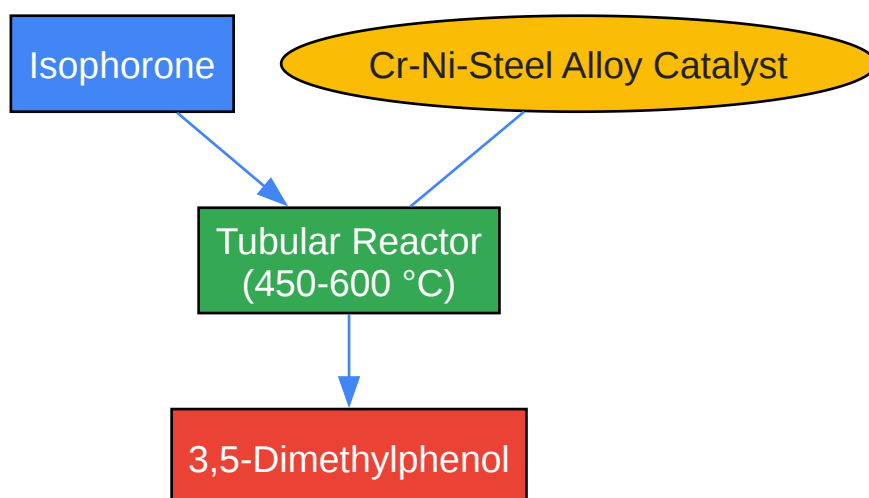 Isophorone
Cr-Ni-Steel Alloy Catalyst
Tubular Reactor
(450-600 °C)
3,5-Dimethylphenol